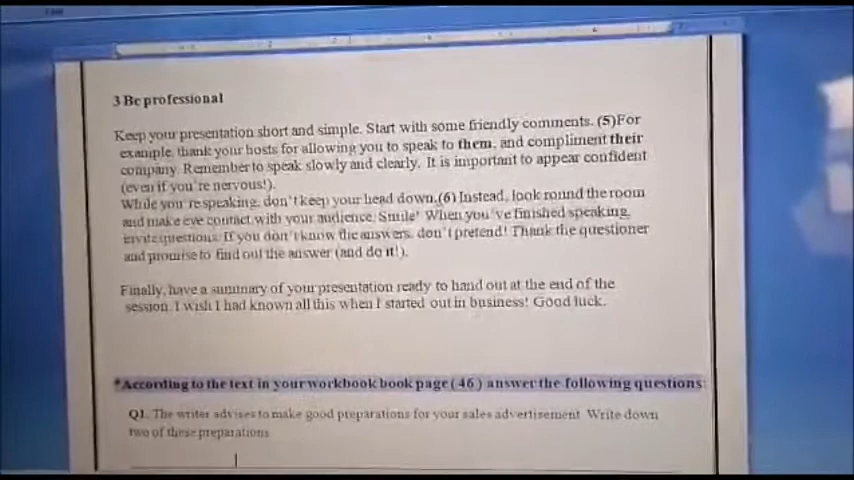 3 Be professional
Keep your presentation short and simple. Start with some friendly comments. (5)For
example, thank your hosts for allowing you to speak to them, and compliment their
company. Remember to speak slowly and clearly. It is important to appear confident
(even if you're nervous!).
While you're speaking, don't keep your head down.(6) Instead, look round the room
and make eye contact with your audience. Smile! When you've finished speaking,
invite questions. If you don't know the answers, don't pretend! Thank the questioner
and promise to find out the answer (and do it!).
Finally, have a summary of your presentation ready to hand out at the end of the
session. I wish I had known all this when I started out in business! Good luck.
*According to the text in your workbook book page ( 46 ) answer the following questions:
Q1. The writer advises to make good preparations for your sales advertisement. Write down
two of these preparations.